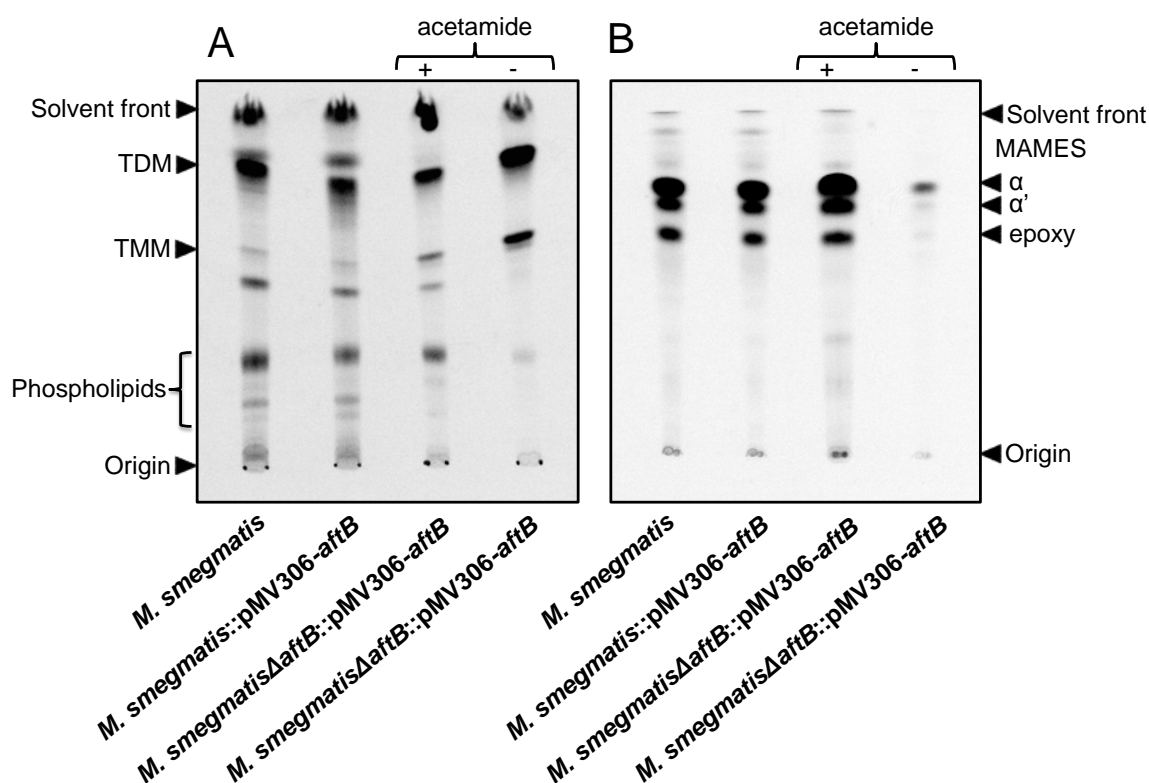 A
acetamide
+ -
Solvent front
TDM
TMM
Phospholipids
Origin
M. smegmatis
M. smegmatis::pMV306-aftB
M. smegmatisΔaftB::pMV306-aftB
M. smegmatisΔaftB::pMV306-aftB
B
acetamide
+ -
Solvent front
MAMES
α
α’
epoxy
Origin
M. smegmatis
M. smegmatis::pMV306-aftB
M. smegmatisΔaftB::pMV306-aftB
M. smegmatisΔaftB::pMV306-aftB